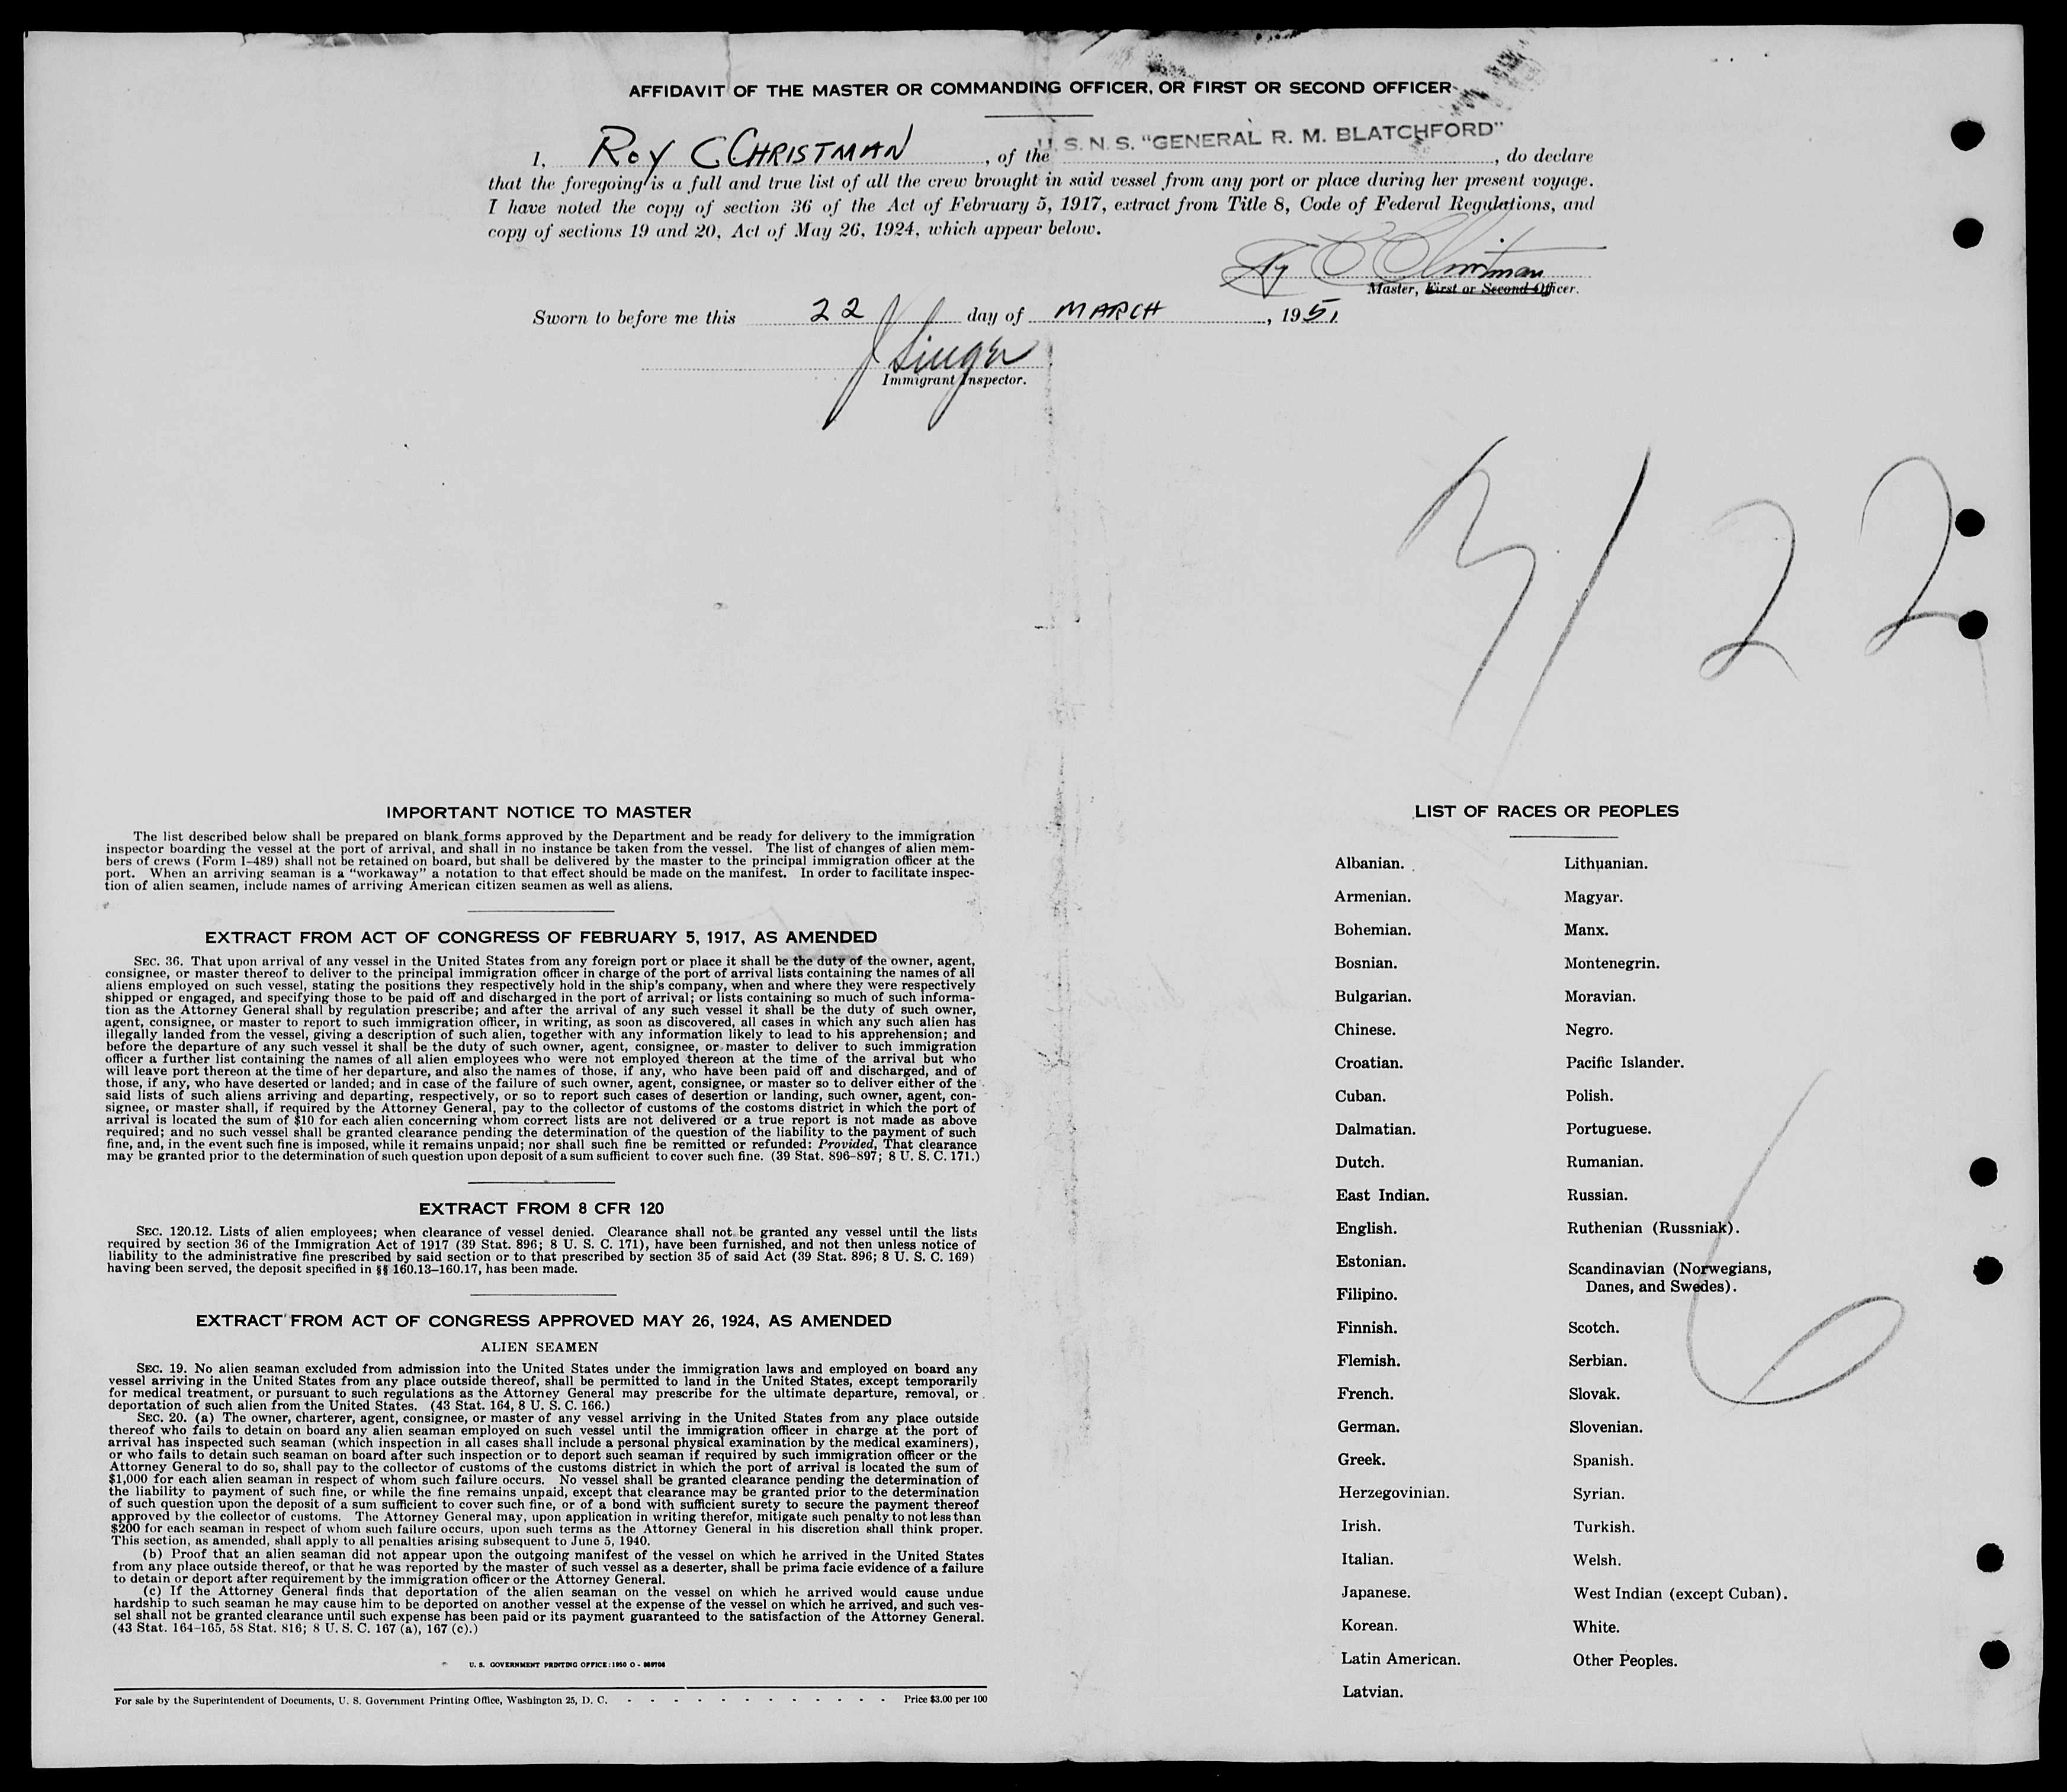 AFFIDAVIT OF THE MASTER OR COMMANDING OFFICER, OR FIRST OR SECOND OFFICER
I, Roy C CHRISTMAN, of the U. S. N. S. "GENERAL R. M. BLATCHFORD", do declare
that the foregoing is a full and true list of all the crew brought in said vessel from any port or place during her present voyage.
I have noted the copy of section 36 of the Act of February 5, 1917, extract from Title 8, Code of Federal Regulations, and
copy of sections 19 and 20, Act of May 26, 1924, which appear below.
Roy C Christman
Master, First or Second Officer.
Sworn to before me this 22 day of MARCH, 1951
J Singer
Immigrant Inspector.
3/22
IMPORTANT NOTICE TO MASTER
The list described below shall be prepared on blank forms approved by the Department and be ready for delivery to the immigration
inspector boarding the vessel at the port of arrival, and shall in no instance be taken from the vessel. The list of changes of alien mem-
bers of crews (Form I-489) shall not be retained on board, but shall be delivered by the master to the principal immigration officer at the
port. When an arriving seaman is a "workaway" a notation to that effect should be made on the manifest. In order to facilitate inspec-
tion of alien seamen, include names of arriving American citizen seamen as well as aliens.
EXTRACT FROM ACT OF CONGRESS OF FEBRUARY 5, 1917, AS AMENDED
SEC. 36. That upon arrival of any vessel in the United States from any foreign port or place it shall be the duty of the owner, agent,
consignee, or master thereof to deliver to the principal immigration officer in charge of the port of arrival lists containing the names of all
aliens employed on such vessel, stating the positions they respectively hold in the ship's company, when and where they were respectively
shipped or engaged, and specifying those to be paid off and discharged in the port of arrival; or lists containing so much of such informa-
tion as the Attorney General shall by regulation prescribe; and after the arrival of any such vessel it shall be the duty of such owner,
agent, consignee, or master to report to such immigration officer, in writing, as soon as discovered, all cases in which any such alien has
illegally landed from the vessel, giving a description of such alien, together with any information likely to lead to his apprehension; and
before the departure of any such vessel it shall be the duty of such owner, agent, consignee, or master to deliver to such immigration
officer a further list containing the names of all alien employees who were not employed thereon at the time of the arrival but who
will leave port thereon at the time of her departure, and also the names of those, if any, who have been paid off and discharged, and of
those, if any, who have deserted or landed; and in case of the failure of such owner, agent, consignee, or master so to deliver either of the
said lists of such aliens arriving and departing, respectively, or so to report such cases of desertion or landing, such owner, agent, con-
signee, or master shall, if required by the Attorney General, pay to the collector of customs of the costoms district in which the port of
arrival is located the sum of $10 for each alien concerning whom correct lists are not delivered or a true report is not made as above
required; and no such vessel shall be granted clearance pending the determination of the question of the liability to the payment of such
fine, and, in the event such fine is imposed, while it remains unpaid; nor shall such fine be remitted or refunded: Provided, That clearance
may be granted prior to the determination of such question upon deposit of a sum sufficient to cover such fine. (39 Stat. 896-897; 8 U. S. C. 171.)
EXTRACT FROM 8 CFR 120
SEC. 120.12. Lists of alien employees; when clearance of vessel denied. Clearance shall not be granted any vessel until the lists
required by section 36 of the Immigration Act of 1917 (39 Stat. 896; 8 U. S. C. 171), have been furnished, and not then unless notice of
liability to the administrative fine prescribed by said section or to that prescribed by section 35 of said Act (39 Stat. 896; 8 U. S. C. 169)
having been served, the deposit specified in §§ 160.13-160.17, has been made.
EXTRACT FROM ACT OF CONGRESS APPROVED MAY 26, 1924, AS AMENDED
ALIEN SEAMEN
SEC. 19. No alien seaman excluded from admission into the United States under the immigration laws and employed on board any
vessel arriving in the United States from any place outside thereof, shall be permitted to land in the United States, except temporarily
for medical treatment, or pursuant to such regulations as the Attorney General may prescribe for the ultimate departure, removal, or
deportation of such alien from the United States. (43 Stat. 164, 8 U. S. C. 166.)
SEC. 20. (a) The owner, charterer, agent, consignee, or master of any vessel arriving in the United States from any place outside
thereof who fails to detain on board any alien seaman employed on such vessel until the immigration officer in charge at the port of
arrival has inspected such seaman (which inspection in all cases shall include a personal physical examination by the medical examiners),
or who fails to detain such seaman on board after such inspection or to deport such seaman if required by such immigration officer or the
Attorney General to do so, shall pay to the collector of customs of the customs district in which the port of arrival is located the sum of
$1,000 for each alien seaman in respect of whom such failure occurs. No vessel shall be granted clearance pending the determination of
the liability to payment of such fine, or while the fine remains unpaid, except that clearance may be granted prior to the determination
of such question upon the deposit of a sum sufficient to cover such fine, or of a bond with sufficient surety to secure the payment thereof
approved by the collector of customs. The Attorney General may, upon application in writing therefor, mitigate such penalty to not less than
$200 for each seaman in respect of whom such failure occurs, upon such terms as the Attorney General in his discretion shall think proper.
This section, as amended, shall apply to all penalties arising subsequent to June 5, 1940.
(b) Proof that an alien seaman did not appear upon the outgoing manifest of the vessel on which he arrived in the United States
from any place outside thereof, or that he was reported by the master of such vessel as a deserter, shall be prima facie evidence of a failure
to detain or deport after requirement by the immigration officer or the Attorney General.
(c) If the Attorney General finds that deportation of the alien seaman on the vessel on which he arrived would cause undue
hardship to such seaman he may cause him to be deported on another vessel at the expense of the vessel on which he arrived, and such ves-
sel shall not be granted clearance until such expense has been paid or its payment guaranteed to the satisfaction of the Attorney General.
(43 Stat. 164-165, 58 Stat. 816; 8 U. S. C. 167 (a), 167 (c).)
U. S. GOVERNMENT PRINTING OFFICE: 1950 O -
For sale by the Superintendent of Documents, U. S. Government Printing Office, Washington 25, D. C. - - - - - - - - - - - - Price $3.00 per 100
LIST OF RACES OR PEOPLES
Albanian.
Armenian.
Bohemian.
Bosnian.
Bulgarian.
Chinese.
Croatian.
Cuban.
Dalmatian.
Dutch.
East Indian.
English.
Estonian.
Filipino.
Finnish.
Flemish.
French.
German.
Greek.
Herzegovinian.
Irish.
Italian.
Japanese.
Korean.
Latin American.
Latvian.
Lithuanian.
Magyar.
Manx.
Montenegrin.
Moravian.
Negro.
Pacific Islander.
Polish.
Portuguese.
Rumanian.
Russian.
Ruthenian (Russniak).
Scandinavian (Norwegians,
Danes, and Swedes).
Scotch.
Serbian.
Slovak.
Slovenian.
Spanish.
Syrian.
Turkish.
Welsh.
West Indian (except Cuban).
White.
Other Peoples.
6